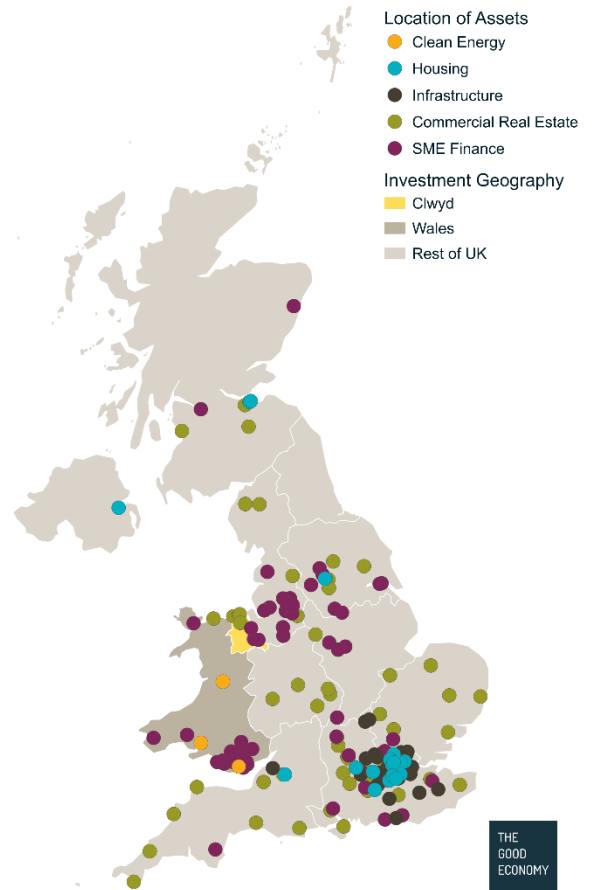 Location of Assets
Clean Energy
Housing
Infrastructure
Commercial Real Estate
SME Finance
Investment Geography
Clwyd
Wales
Rest of UK
THE
GOOD
ECONOMY